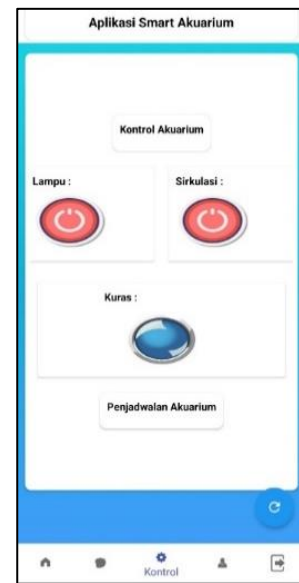 Aplikasi Smart Akuarium
Kontrol Akuarium
Lampu :
Sirkulasi :
Kuras :
Penjadwalan Akuarium
Kontrol